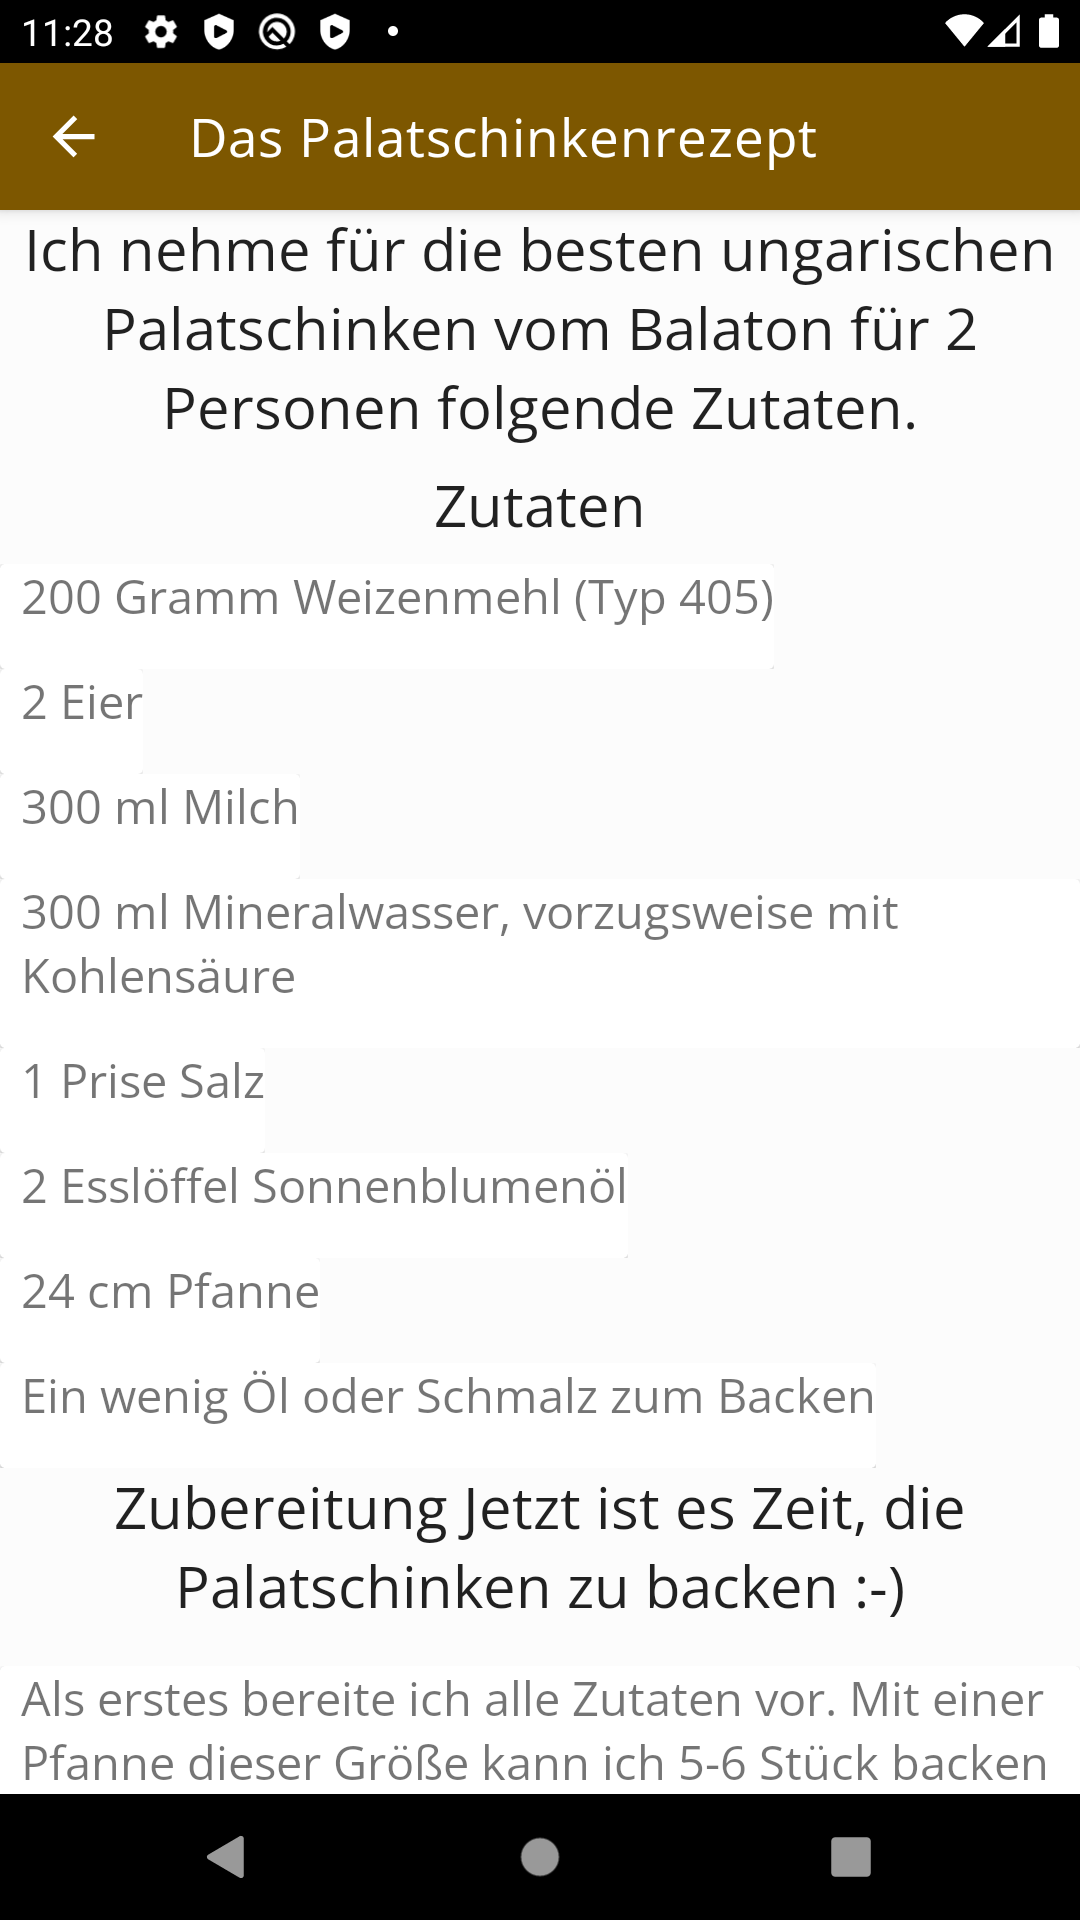 11:28
Das Palatschinkenrezept
Ich nehme für die besten ungarischen
Palatschinken vom Balaton für 2
Personen folgende Zutaten.
Zutaten
200 Gramm Weizenmehl (Typ 405)
2 Eier
300 ml Milch
300 ml Mineralwasser, vorzugsweise mit
Kohlensäure
1 Prise Salz
2 Esslöffel Sonnenblumenöl
24 cm Pfanne
Ein wenig Öl oder Schmalz zum Backen
Zubereitung Jetzt ist es Zeit, die
Palatschinken zu backen :-)
Als erstes bereite ich alle Zutaten vor. Mit einer
Pfanne dieser Größe kann ich 5-6 Stück backen